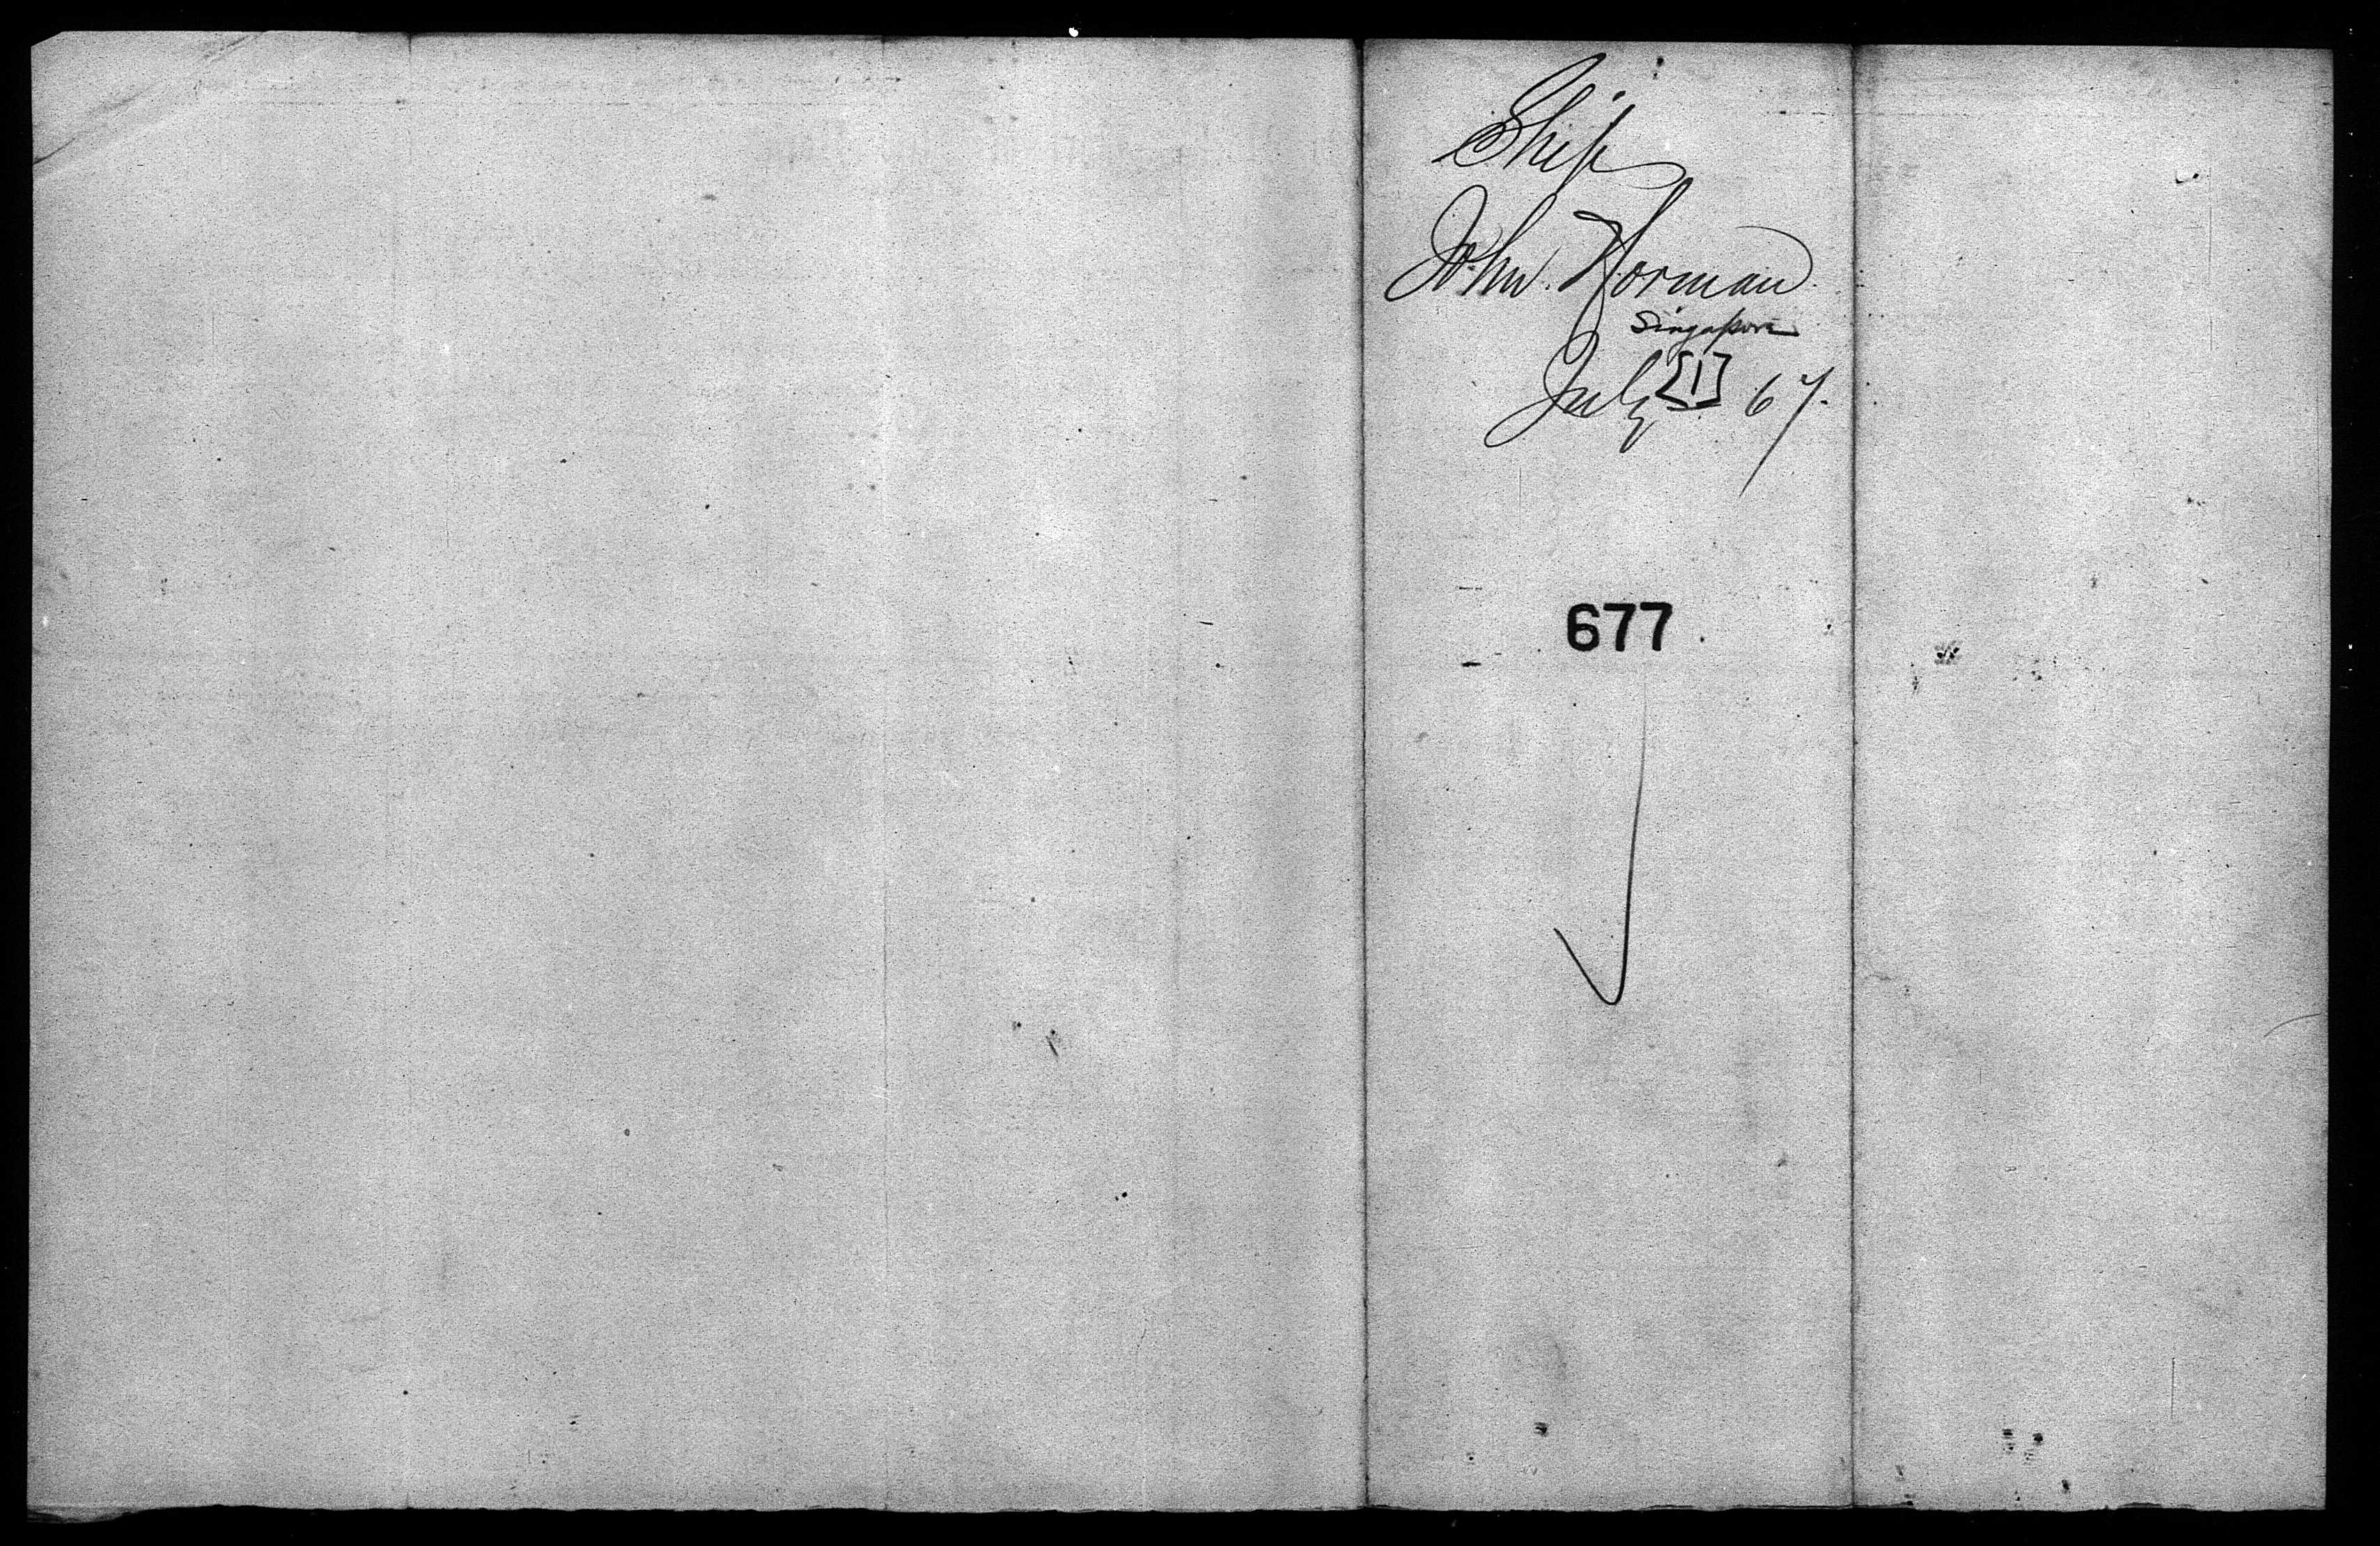 Ship
John Norman
Singapore
July [1] 67.
677